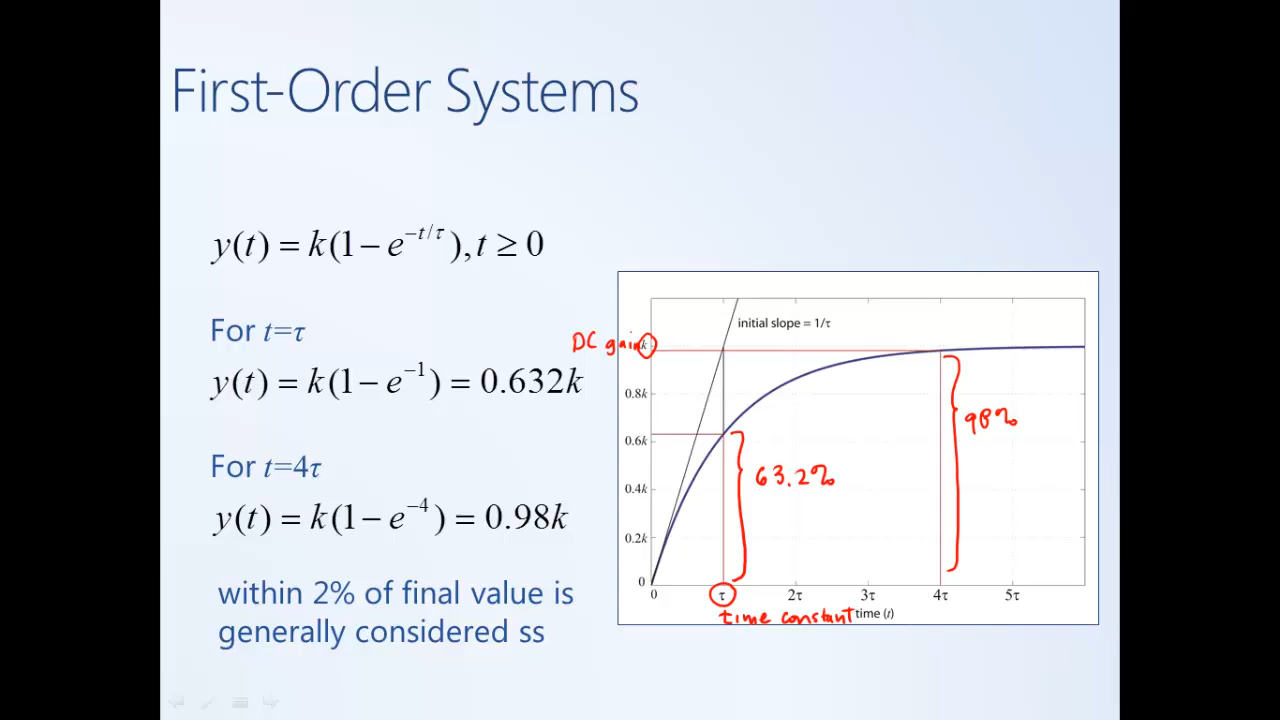 First-Order Systems
y(t) = k(1 − e^{−t/τ}), t ≥ 0
For t=τ
y(t) = k(1 − e^{−1}) = 0.632k
For t=4τ
y(t) = k(1 − e^{−4}) = 0.98k
within 2% of final value is
generally considered ss
initial slope = 1/τ
DC gain k
0.8k
98%
0.6k
63.2%
0.4k
0.2k
0
0 τ 2τ 3τ 4τ 5τ
time constant time (t)